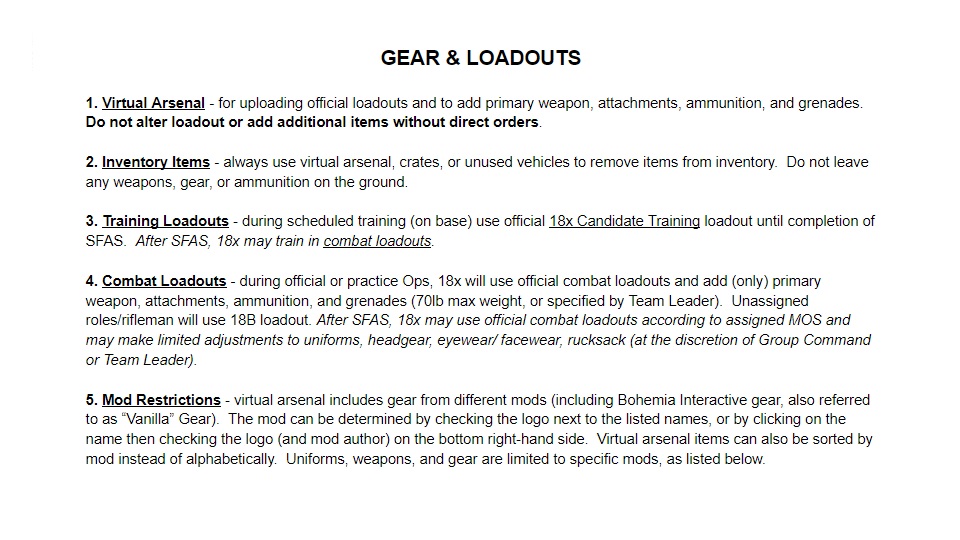 GEAR & LOADOUTS
1. Virtual Arsenal - for uploading official loadouts and to add primary weapon, attachments, ammunition, and grenades.
Do not alter loadout or add additional items without direct orders.
2. Inventory Items - always use virtual arsenal, crates, or unused vehicles to remove items from inventory.  Do not leave
any weapons, gear, or ammunition on the ground.
3. Training Loadouts - during scheduled training (on base) use official 18x Candidate Training loadout until completion of
SFAS.  After SFAS, 18x may train in combat loadouts.
4. Combat Loadouts - during official or practice Ops, 18x will use official combat loadouts and add (only) primary
weapon, attachments, ammunition, and grenades (70lb max weight, or specified by Team Leader).  Unassigned
roles/rifleman will use 18B loadout. After SFAS, 18x may use official combat loadouts according to assigned MOS and
may make limited adjustments to uniforms, headgear, eyewear/ facewear, rucksack (at the discretion of Group Command
or Team Leader).
5. Mod Restrictions - virtual arsenal includes gear from different mods (including Bohemia Interactive gear, also referred
to as “Vanilla” Gear).  The mod can be determined by checking the logo next to the listed names, or by clicking on the
name then checking the logo (and mod author) on the bottom right-hand side.  Virtual arsenal items can also be sorted by
mod instead of alphabetically.  Uniforms, weapons, and gear are limited to specific mods, as listed below.